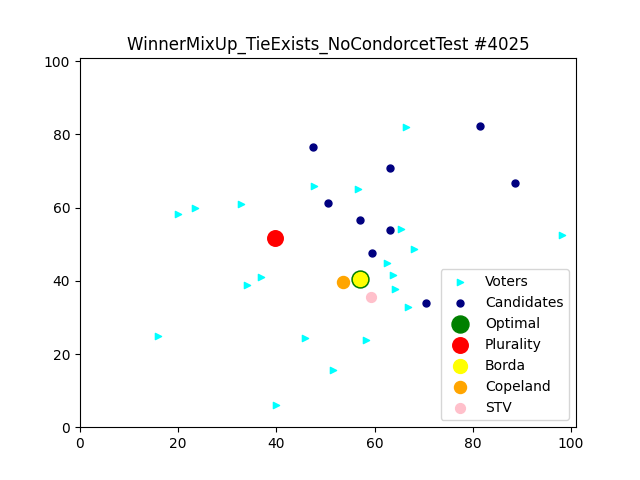 WinnerMixUp_TieExists_NoCondorcetTest #4025
100
80
60
40
20
0
0 20 40 60 80 100
Voters
Candidates
Optimal
Plurality
Borda
Copeland
STV